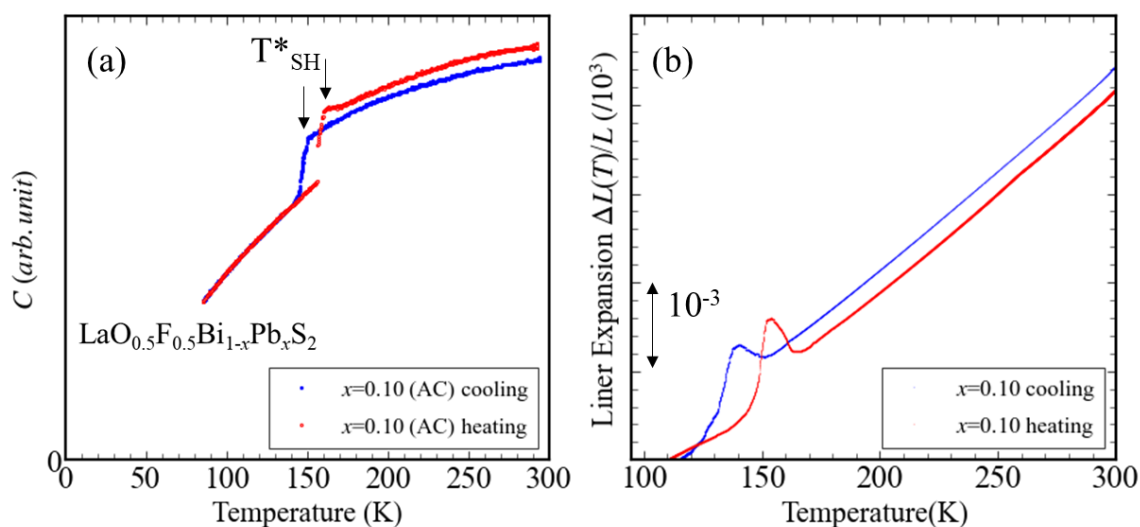 (a)
T*SH
C (arb. unit)
LaO0.5F0.5Bi1-xPbxS2
x=0.10 (AC) cooling
x=0.10 (AC) heating
0
0 50 100 150 200 250 300
Temperature (K)
(b)
Liner Expansion ΔL(T)/L (/10³)
10⁻³
x=0.10 cooling
x=0.10 heating
100 150 200 250 300
Temperature(K)